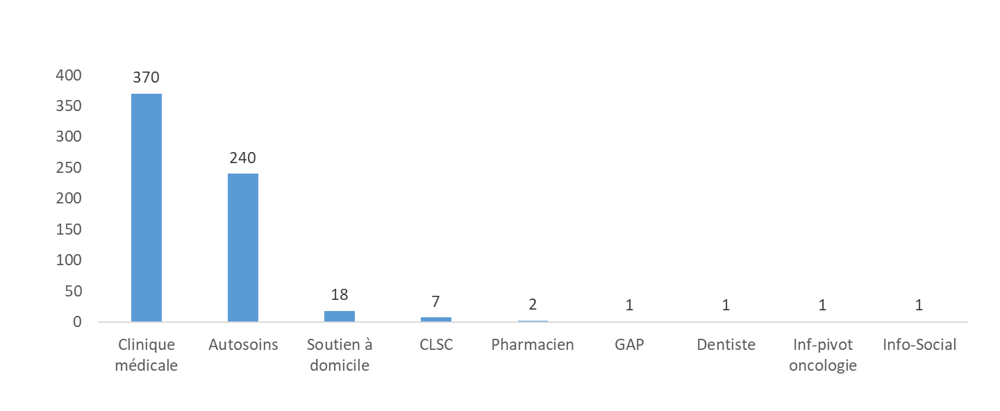 400
350
300
250
200
150
100
50
0
370
240
18
7
2
1
1
1
1
Clinique
médicale
Autosoins
Soutien à
domicile
CLSC
Pharmacien
GAP
Dentiste
Inf-pivot
oncologie
Info-Social